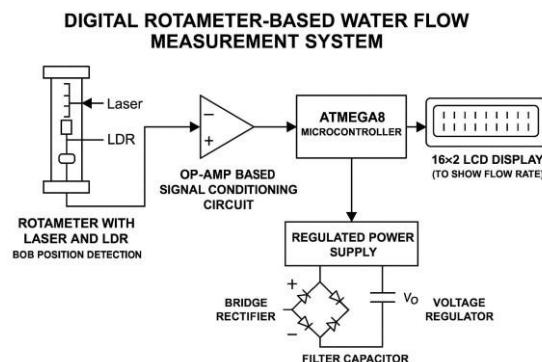 DIGITAL ROTAMETER-BASED WATER FLOW
MEASUREMENT SYSTEM
Laser
LDR
ROTAMETER WITH
LASER AND LDR
BOB POSITION DETECTION
−
+
OP-AMP BASED
SIGNAL CONDITIONING
CIRCUIT
ATMEGA8
MICROCONTROLLER
16×2 LCD DISPLAY
(TO SHOW FLOW RATE)
REGULATED POWER
SUPPLY
+
−
BRIDGE
RECTIFIER
Vo
VOLTAGE
REGULATOR
FILTER CAPACITOR